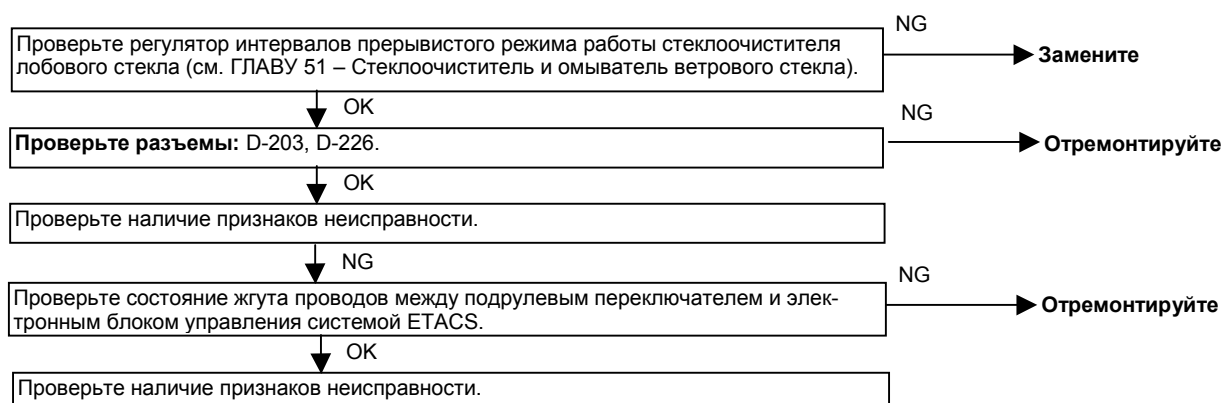 NG
Проверьте регулятор интервалов прерывистого режима работы стеклоочистителя
лобового стекла (см. ГЛАВУ 51 – Стеклоочиститель и омыватель ветрового стекла).
Замените
OK
NG
Проверьте разъемы: D-203, D-226.
Отремонтируйте
OK
Проверьте наличие признаков неисправности.
NG
NG
Проверьте состояние жгута проводов между подрулевым переключателем и элек-
тронным блоком управления системой ETACS.
Отремонтируйте
OK
Проверьте наличие признаков неисправности.